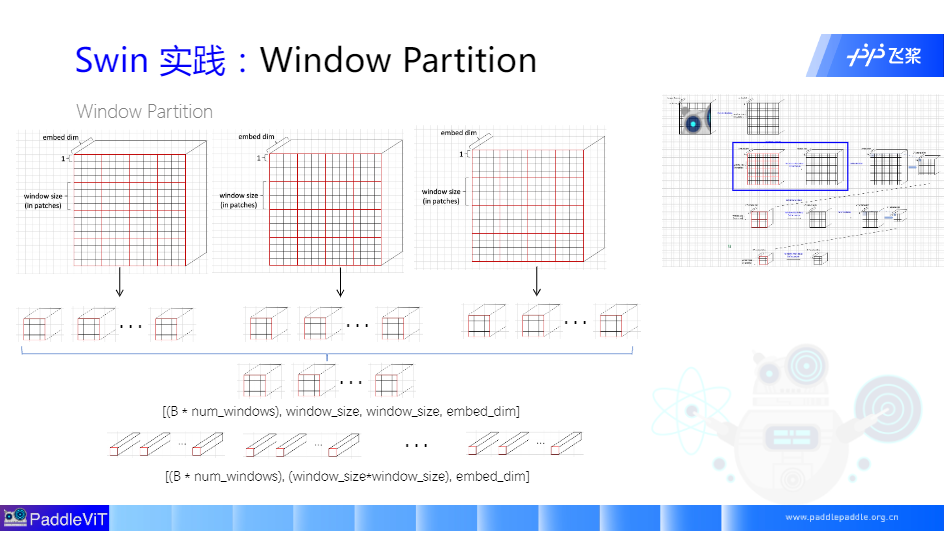 Swin 实践：Window Partition
飞桨
Window Partition
embed dim
1
window size
(in patches)
embed dim
1
window size
(in patches)
embed dim
1
window size
(in patches)
...
...
...
...
[(B * num_windows), window_size, window_size, embed_dim]
...
...
...
...
[(B * num_windows), (window_size*window_size), embed_dim]
PaddleViT
www.paddlepaddle.org.cn